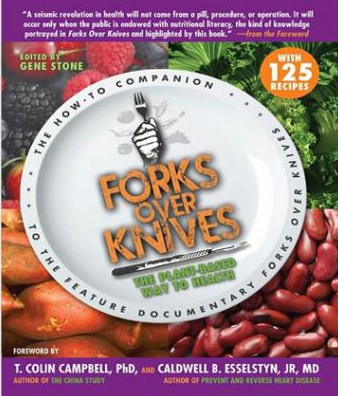 "A seismic revolution in health will not come from a pill, procedure, or operation. It will
occur only when the public is endowed with nutritional literacy, the kind of knowledge
portrayed in Forks Over Knives and highlighted by this book." —from the Foreword
EDITED BY
GENE STONE
WITH
125
RECIPES
THE HOW-TO COMPANION
TO THE FEATURE DOCUMENTARY FORKS OVER KNIVES
FORKS
OVER
KNIVES
THE PLANT-BASED
WAY TO HEALTH
FOREWORD BY
T. COLIN CAMPBELL, PhD, AND CALDWELL B. ESSELSTYN, JR, MD
AUTHOR OF THE CHINA STUDY AUTHOR OF PREVENT AND REVERSE HEART DISEASE